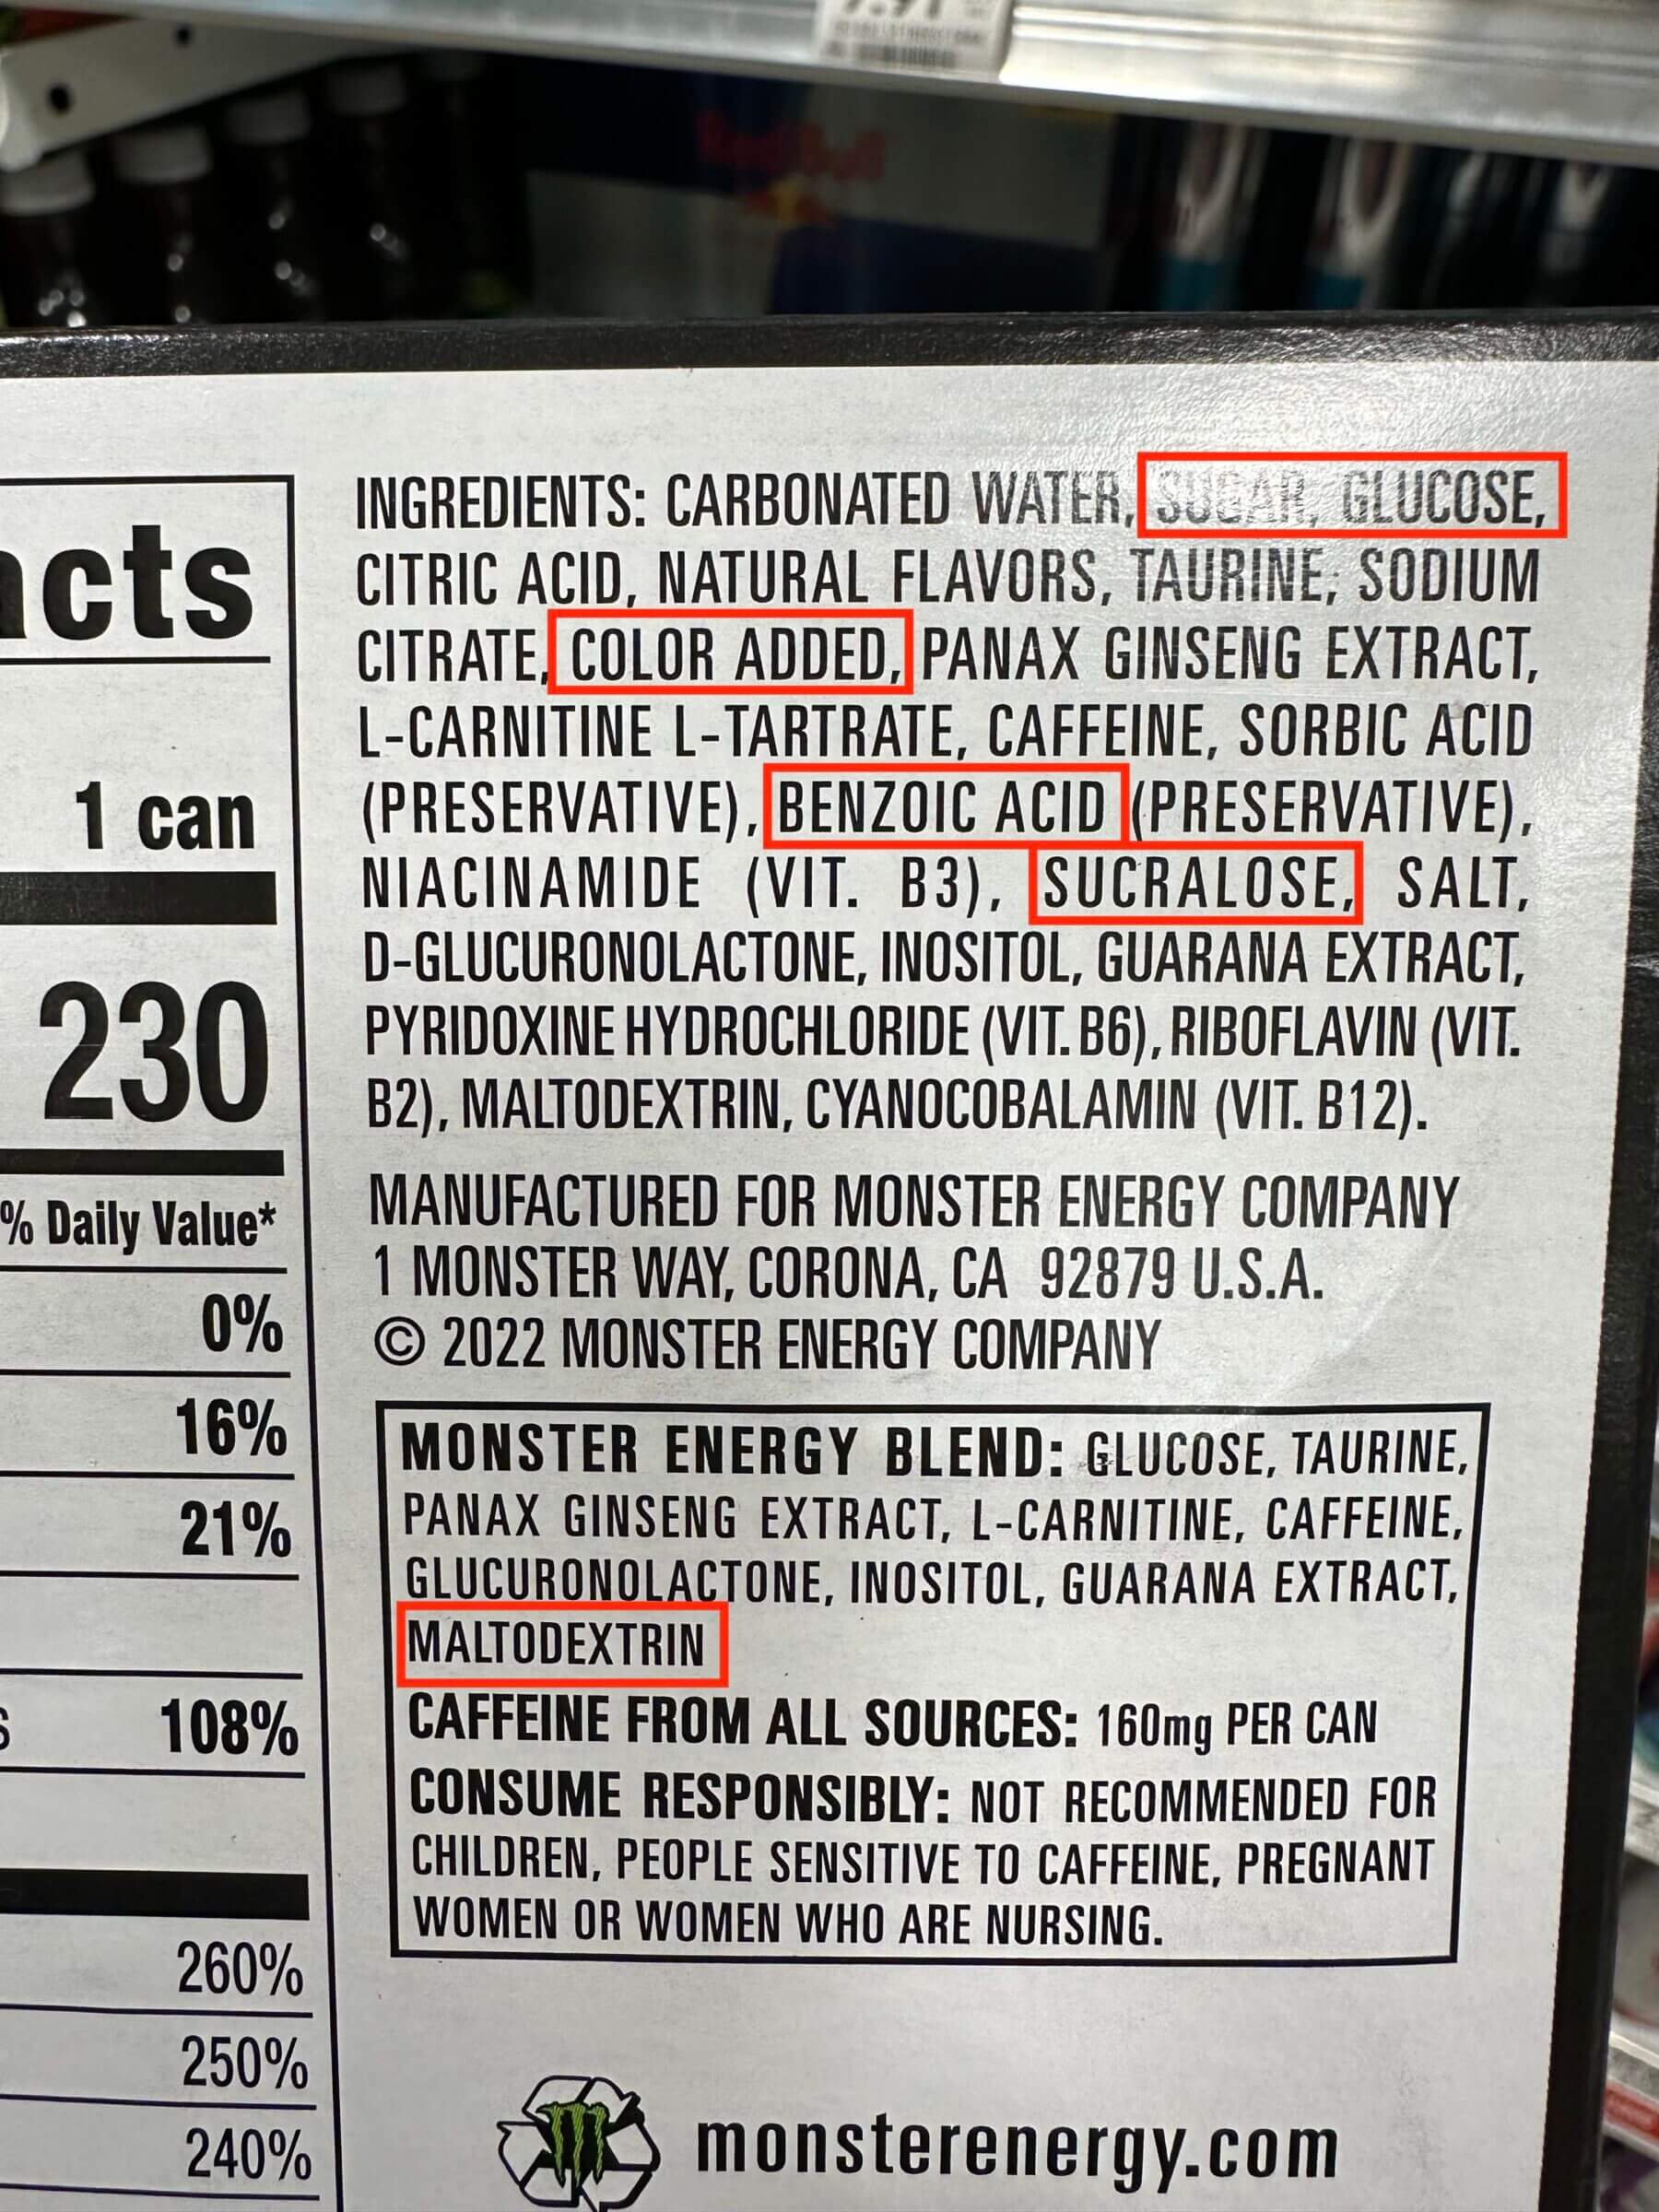 Red Bull
acts
1 can
230
% Daily Value*
0%
16%
21%
108%
260%
250%
240%
INGREDIENTS: CARBONATED WATER, SUGAR, GLUCOSE,
CITRIC ACID, NATURAL FLAVORS, TAURINE, SODIUM
CITRATE, COLOR ADDED, PANAX GINSENG EXTRACT,
L-CARNITINE L-TARTRATE, CAFFEINE, SORBIC ACID
(PRESERVATIVE), BENZOIC ACID (PRESERVATIVE),
NIACINAMIDE (VIT. B3), SUCRALOSE, SALT,
D-GLUCURONOLACTONE, INOSITOL, GUARANA EXTRACT,
PYRIDOXINE HYDROCHLORIDE (VIT. B6), RIBOFLAVIN (VIT.
B2), MALTODEXTRIN, CYANOCOBALAMIN (VIT. B12).
MANUFACTURED FOR MONSTER ENERGY COMPANY
1 MONSTER WAY, CORONA, CA 92879 U.S.A.
© 2022 MONSTER ENERGY COMPANY
MONSTER ENERGY BLEND: GLUCOSE, TAURINE,
PANAX GINSENG EXTRACT, L-CARNITINE, CAFFEINE,
GLUCURONOLACTONE, INOSITOL, GUARANA EXTRACT,
MALTODEXTRIN
CAFFEINE FROM ALL SOURCES: 160mg PER CAN
CONSUME RESPONSIBLY: NOT RECOMMENDED FOR
CHILDREN, PEOPLE SENSITIVE TO CAFFEINE, PREGNANT
WOMEN OR WOMEN WHO ARE NURSING.
monsterenergy.com